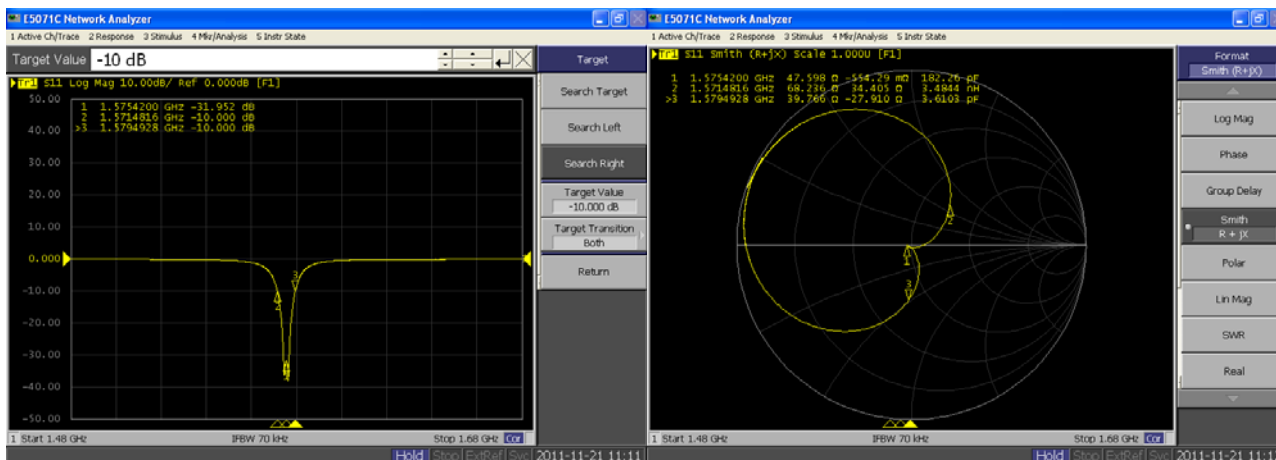 E5071C Network Analyzer
1 Active Ch/Trace 2 Response 3 Stimulus 4 Mkr/Analysis 5 Instr State
Target Value -10 dB
Tr1 S11 Log Mag 10.00dB/ Ref 0.000dB [F1]
1 1.5754200 GHz -31.952 dB
2 1.5714816 GHz -10.000 dB
>3 1.5794928 GHz -10.000 dB
50.00
40.00
30.00
20.00
10.00
0.000
-10.00
-20.00
-30.00
-40.00
-50.00
3
2
1 Start 1.48 GHz IFBW 70 kHz Stop 1.68 GHz Cor
Hold Stop ExtRef Svc 2011-11-21 11:11
Target
Search Target
Search Left
Search Right
Target Value
-10.000 dB
Target Transition
Both
Return
E5071C Network Analyzer
1 Active Ch/Trace 2 Response 3 Stimulus 4 Mkr/Analysis 5 Instr State
Tr1 S11 Smith (R+jX) Scale 1.000U [F1]
1 1.5754200 GHz 47.598 Ω -554.29 mΩ 182.26 pF
2 1.5714816 GHz 68.236 Ω 34.405 Ω 3.4844 nH
>3 1.5794928 GHz 39.766 Ω -27.910 Ω 3.6103 pF
2
1
3
1 Start 1.48 GHz IFBW 70 kHz Stop 1.68 GHz Cor
Hold Stop ExtRef Svc 2011-11-21 11:1
Format
Smith (R+jX)
Log Mag
Phase
Group Delay
Smith
R + jX
Polar
Lin Mag
SWR
Real